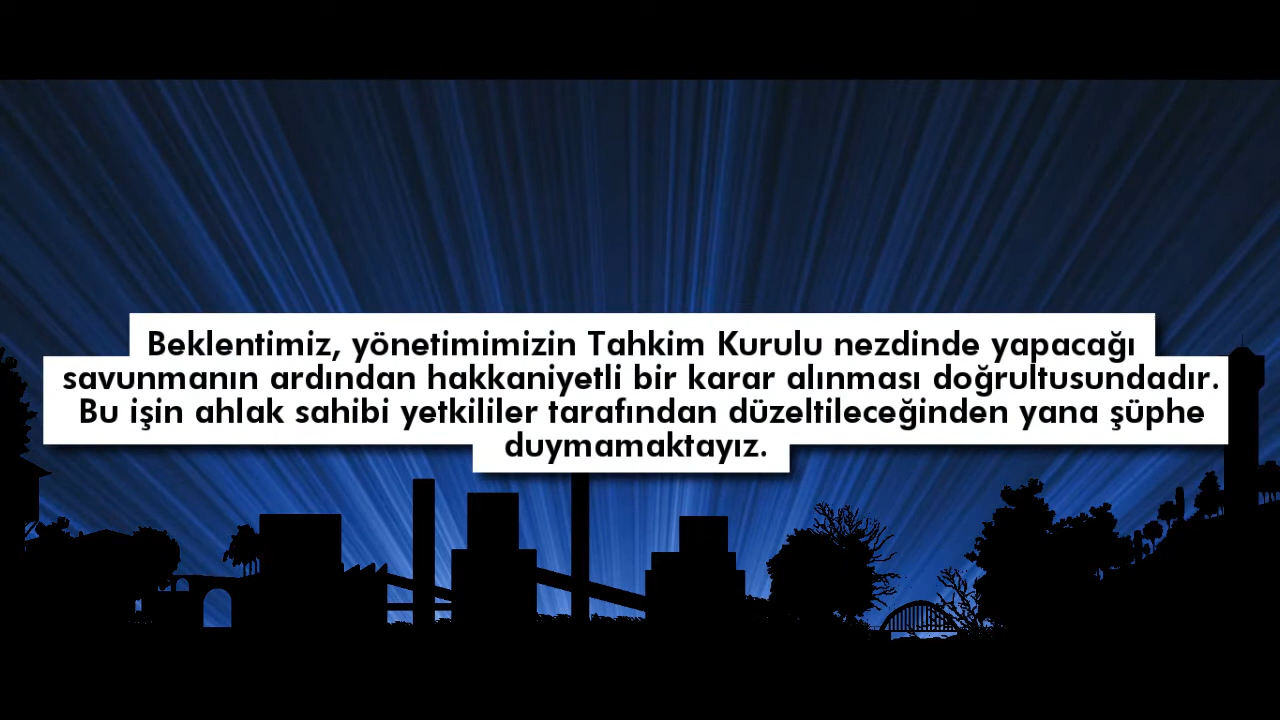 Beklentimiz, yönetimimizin Tahkim Kurulu nezdinde yapacağı
savunmanın ardından hakkaniyetli bir karar alınması doğrultusundadır.
Bu işin ahlak sahibi yetkililer tarafından düzeltileceğinden yana şüphe
duymamaktayız.